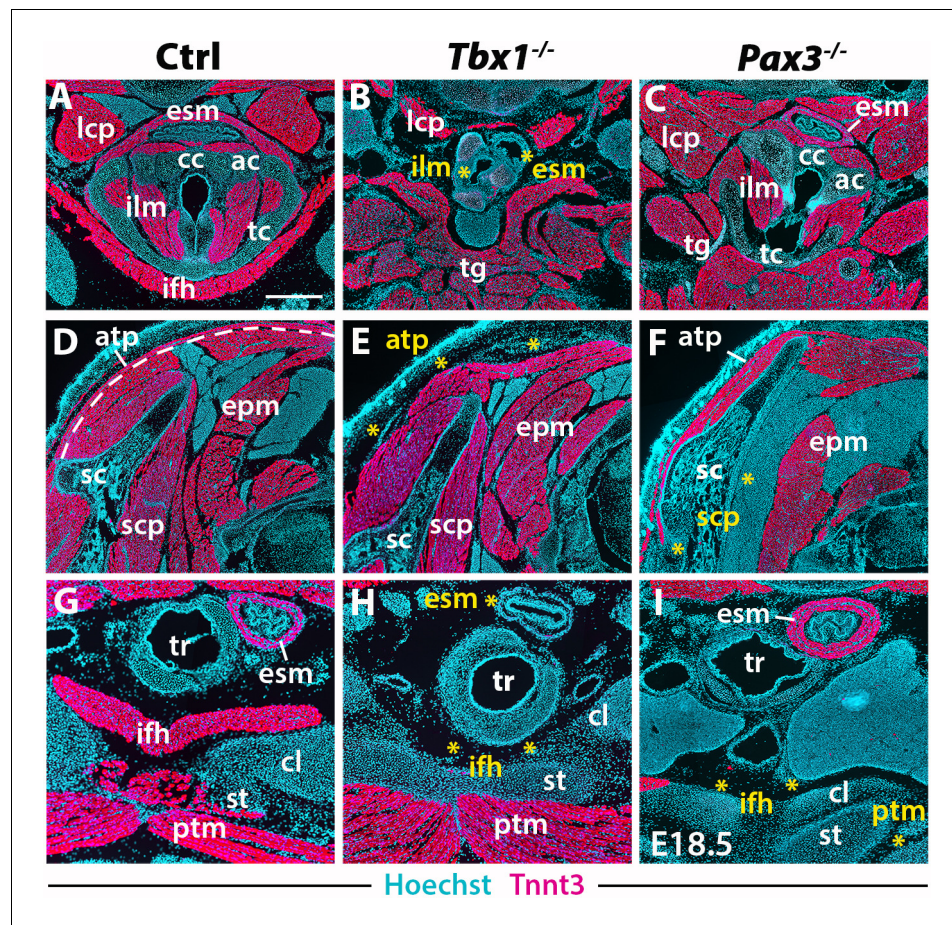 Ctrl Tbx1-/- Pax3-/-
A esm lcp cc ac ilm tc ifh
B lcp ilm * * esm tg
C esm lcp cc ilm ac tg tc
D atp epm sc scp
E atp * * * epm sc scp
F atp epm sc * scp *
G tr esm ifh cl st ptm
H esm * tr cl * * ifh st ptm
I esm tr * ifh * cl ptm st * E18.5
Hoechst Tnnt3